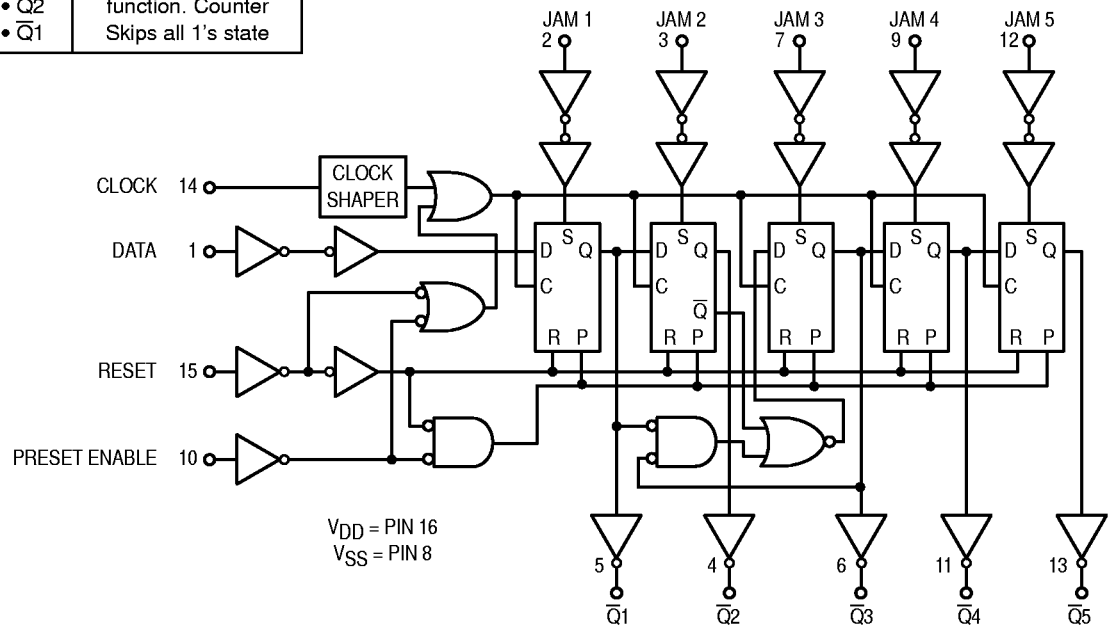 • Q2 function. Counter
• Q̅1 Skips all 1's state
JAM 1 JAM 2 JAM 3 JAM 4 JAM 5
2 3 7 9 12
CLOCK 14
CLOCK
SHAPER
DATA 1
S S S S S
D Q D Q D Q D Q D Q
C C C C C
Q̅
R P R P R P R P R P
RESET 15
PRESET ENABLE 10
VDD = PIN 16
VSS = PIN 8
5 4 6 11 13
Q̅1 Q̅2 Q̅3 Q̅4 Q̅5